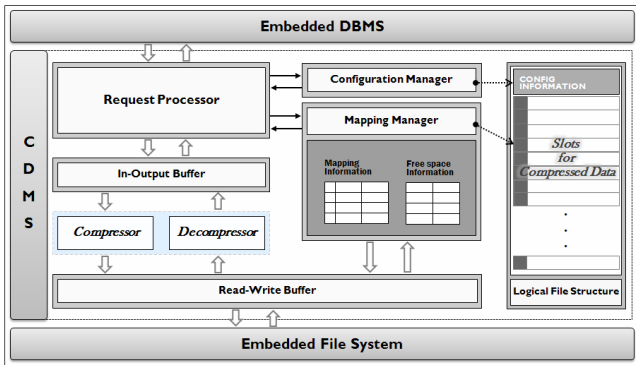 Embedded DBMS
C
D
M
S
Request Processor
Configuration Manager
Mapping Manager
CONFIG
INFORMATION
Slots
for
Compressed Data
Mapping
Information
Free space
Information
In-Output Buffer
Compressor
Decompressor
Read-Write Buffer
Logical File Structure
Embedded File System